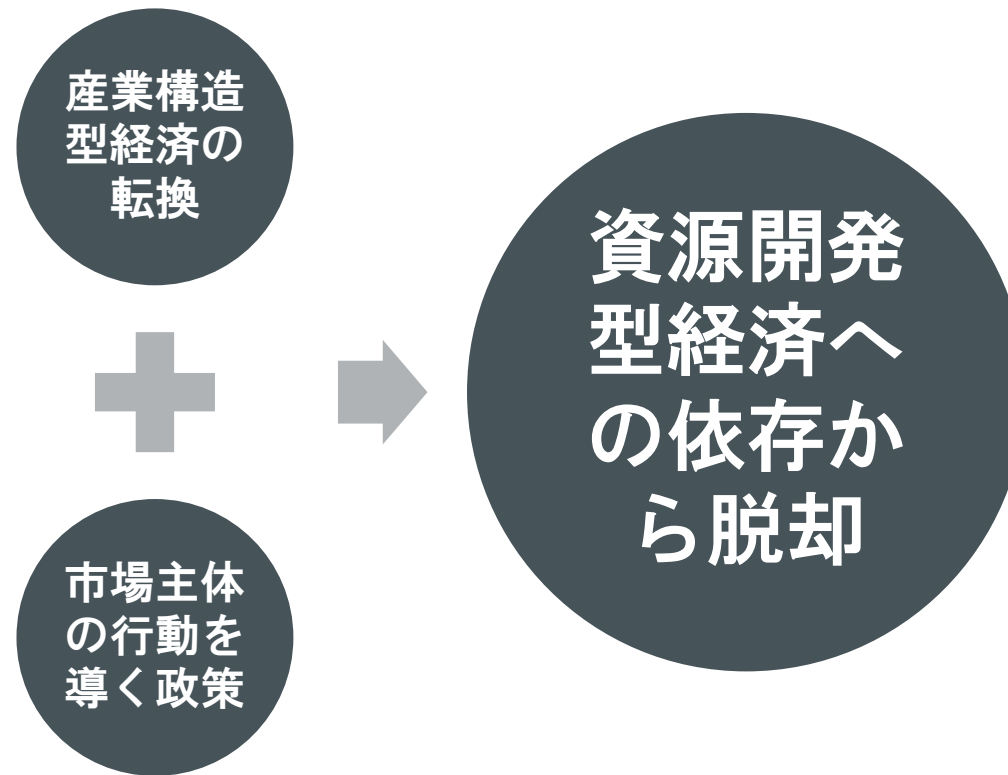 産業構造
型経済の
転換
市場主体
の行動を
導く政策
資源開発
型経済へ
の依存か
ら脱却